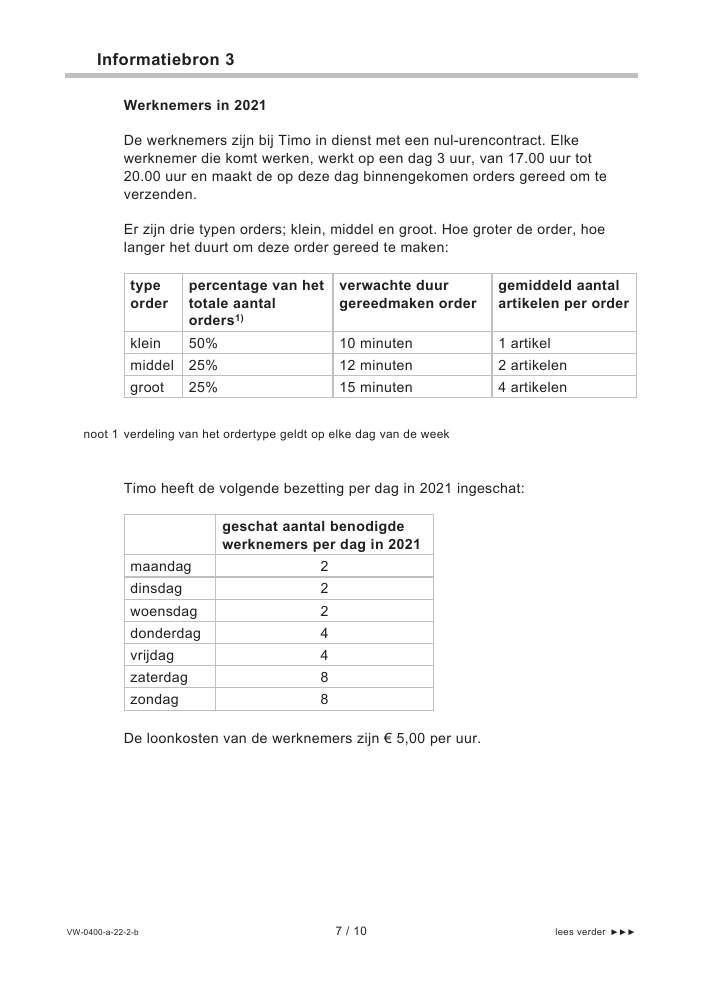 Informatiebron 3
Werknemers in 2021
De werknemers zijn bij Timo in dienst met een nul-urencontract. Elke
werknemer die komt werken, werkt op een dag 3 uur, van 17.00 uur tot
20.00 uur en maakt de op deze dag binnengekomen orders gereed om te
verzenden.
Er zijn drie typen orders; klein, middel en groot. Hoe groter de order, hoe
langer het duurt om deze order gereed te maken:
type order | percentage van het totale aantal orders1) | verwachte duur gereedmaken order | gemiddeld aantal artikelen per order
klein | 50% | 10 minuten | 1 artikel
middel | 25% | 12 minuten | 2 artikelen
groot | 25% | 15 minuten | 4 artikelen
noot 1 verdeling van het ordertype geldt op elke dag van de week
Timo heeft de volgende bezetting per dag in 2021 ingeschat:
geschat aantal benodigde
werknemers per dag in 2021
maandag 2
dinsdag 2
woensdag 2
donderdag 4
vrijdag 4
zaterdag 8
zondag 8
De loonkosten van de werknemers zijn € 5,00 per uur.
VW-0400-a-22-2-b 7 / 10 lees verder ►►►